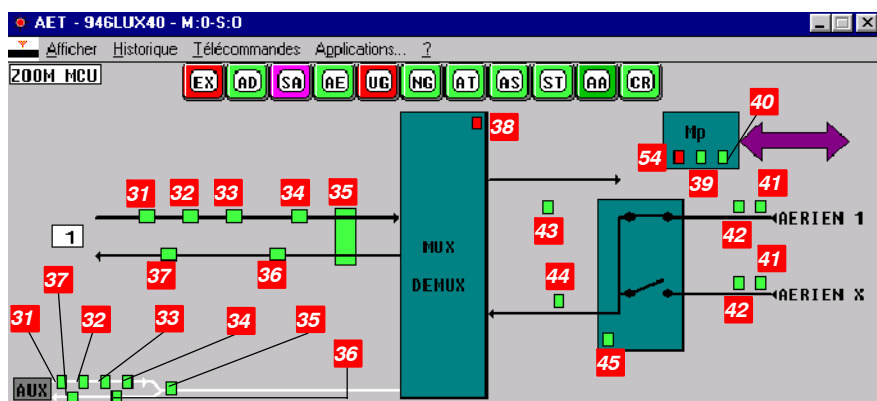 AET - 946LUX40 - M:0-S:0
Afficher Historique Télécommandes Applications... ?
ZOOM MCU
EX AD SA AE UG NG AT AS ST AA CR
38
40
Mp
54
39
41
31 32 33 34 35
43
42
AERIEN 1
1
MUX
DEMUX
37 36
44
41
37
42
AERIEN X
31 32 33 34 35
36
45
AUX